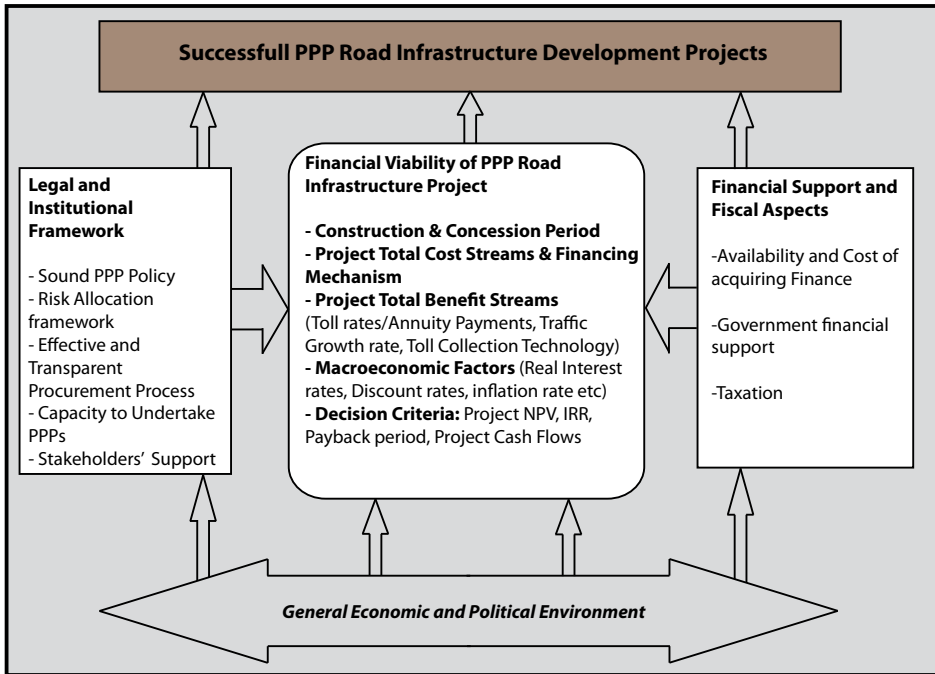 Successfull PPP Road Infrastructure Development Projects
Legal and
Institutional
Framework
- Sound PPP Policy
- Risk Allocation
framework
- Effective and
Transparent
Procurement Process
- Capacity to Undertake
PPPs
- Stakeholders' Support
Financial Viability of PPP Road
Infrastructure Project
- Construction & Concession Period
- Project Total Cost Streams & Financing
Mechanism
- Project Total Benefit Streams
(Toll rates/Annuity Payments, Traffic
Growth rate, Toll Collection Technology)
- Macroeconomic Factors (Real Interest
rates, Discount rates, inflation rate etc)
- Decision Criteria: Project NPV, IRR,
Payback period, Project Cash Flows
Financial Support and
Fiscal Aspects
-Availability and Cost of
acquiring Finance
-Government financial
support
-Taxation
General Economic and Political Environment